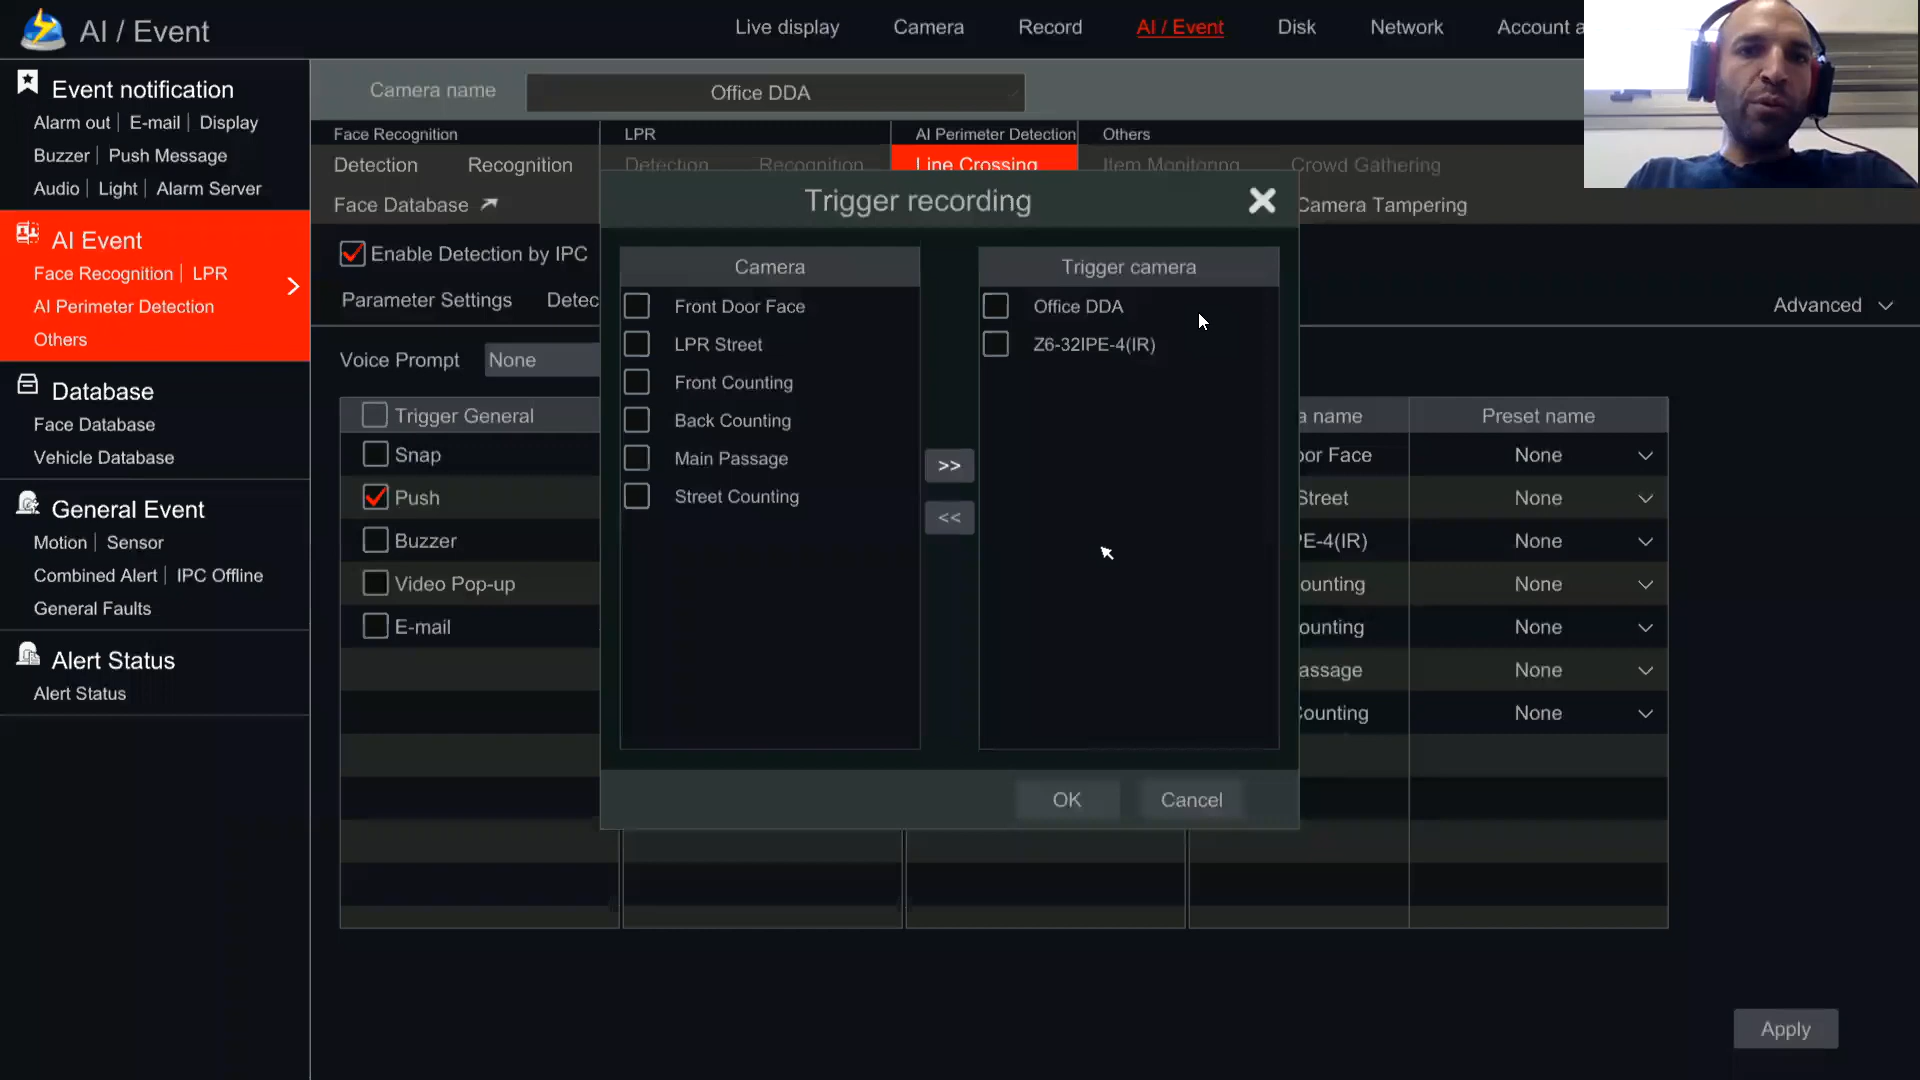 AI / Event
Live display Camera Record AI / Event Disk Network Account a
Event notification
Alarm out | E-mail | Display
Buzzer | Push Message
Audio | Light | Alarm Server
AI Event
Face Recognition | LPR
AI Perimeter Detection
Others
Database
Face Database
Vehicle Database
General Event
Motion | Sensor
Combined Alert | IPC Offline
General Faults
Alert Status
Alert Status
Camera name Office DDA
Face Recognition LPR AI Perimeter Detection Others
Detection Recognition Detection Recognition Line Crossing Item Monitoring Crowd Gathering
Face Database Camera Tampering
Enable Detection by IPC
Parameter Settings Detec Advanced
Voice Prompt None
Trigger General
Snap
Push
Buzzer
Video Pop-up
E-mail
Trigger recording
Camera
Front Door Face
LPR Street
Front Counting
Back Counting
Main Passage
Street Counting
>>
<<
Trigger camera
Office DDA
Z6-32IPE-4(IR)
OK Cancel
a name Preset name
oor Face None
Street None
PE-4(IR) None
ounting None
ounting None
assage None
Counting None
Apply